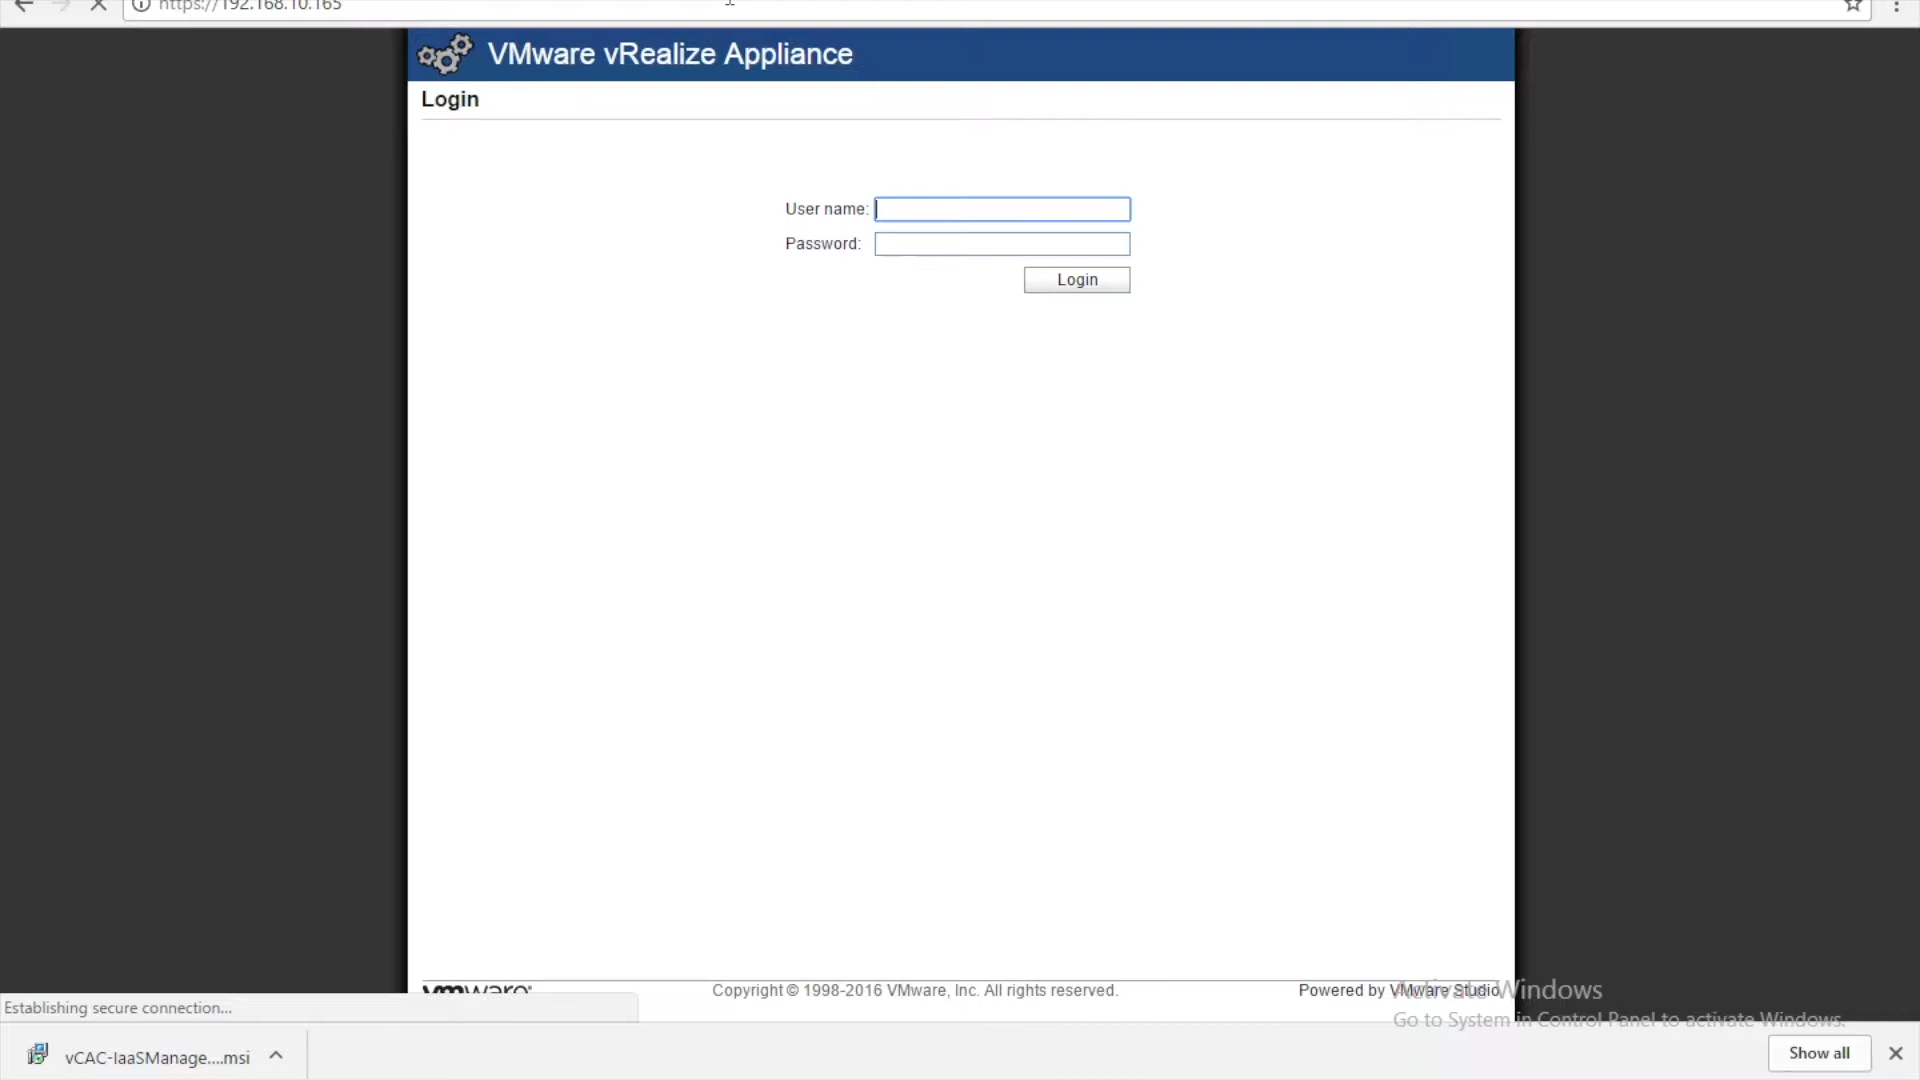 https://192.168.10.165
VMware vRealize Appliance
Login
User name:
Password:
Login
vmware
Copyright © 1998-2016 VMware, Inc. All rights reserved.
Powered by VMware Studio
Activate Windows
Go to System in Control Panel to activate Windows.
Establishing secure connection...
vCAC-IaaSManage....msi
Show all